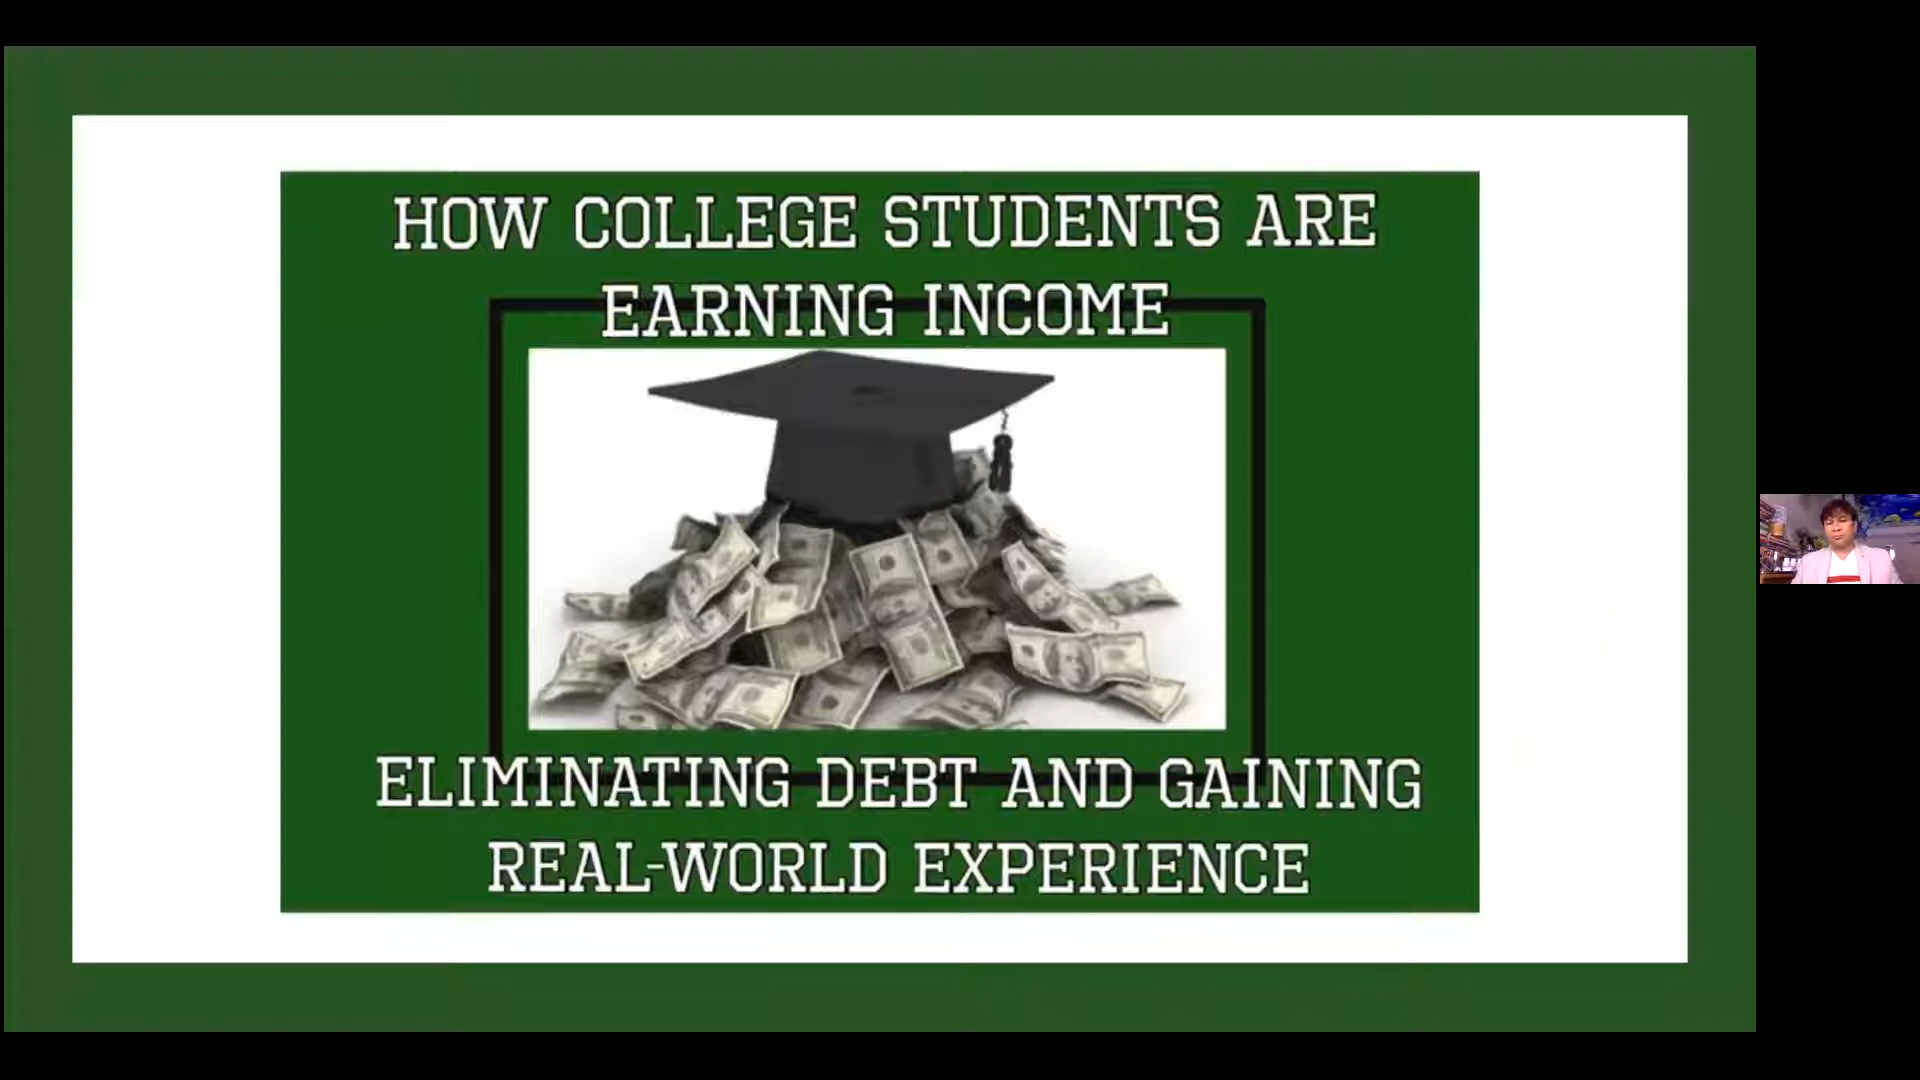 HOW COLLEGE STUDENTS ARE
EARNING INCOME
ELIMINATING DEBT AND GAINING
REAL-WORLD EXPERIENCE